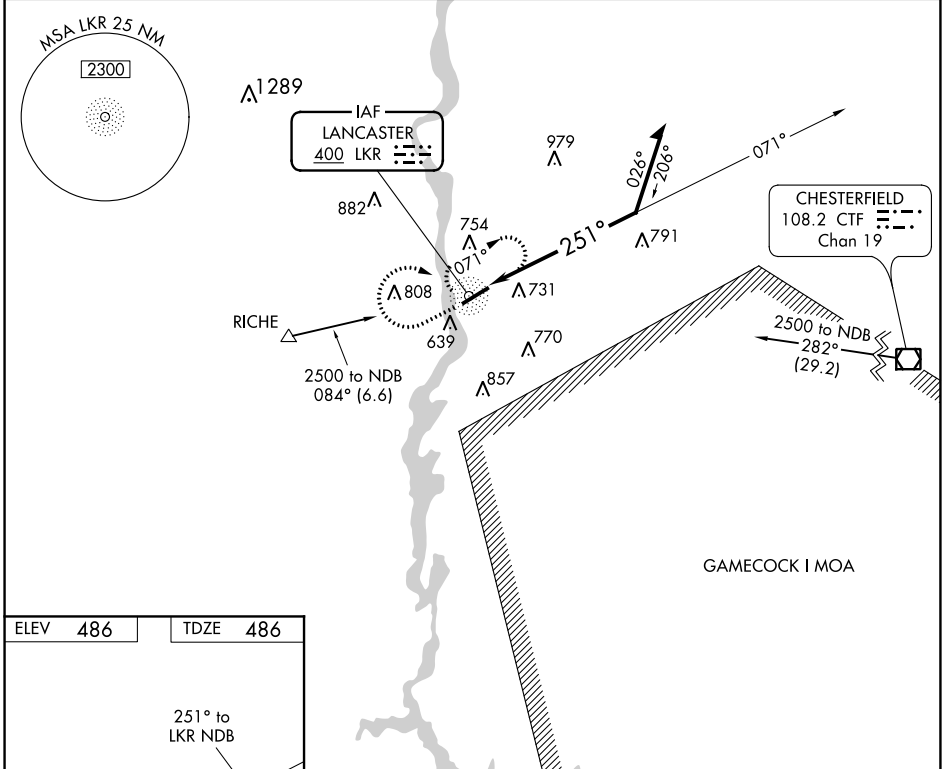 MSA LKR 25 NM
2300
1289
IAF
LANCASTER
400 LKR
882
979
754
071°
808
731
639
770
857
251°
791
026°
206°
071°
RICHE
2500 to NDB
084° (6.6)
CHESTERFIELD
108.2 CTF
Chan 19
2500 to NDB
282°
(29.2)
GAMECOCK I MOA
ELEV 486
TDZE 486
251° to
LKR NDB